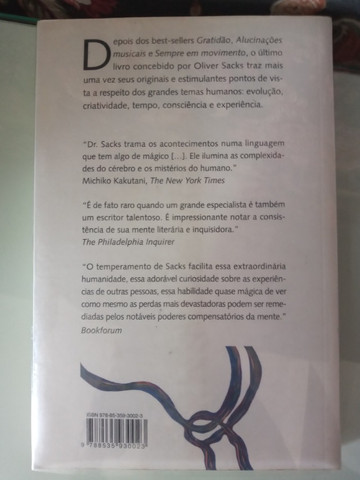 Depois dos best-sellers Gratidão, Alucinações
musicais e Sempre em movimento, o último
livro concebido por Oliver Sacks traz mais
uma vez seus originais e estimulantes pontos de vis-
ta a respeito dos grandes temas humanos: evolução,
criatividade, tempo, consciência e experiência.
“Dr. Sacks trama os acontecimentos numa linguagem
que tem algo de mágico [...]. Ele ilumina as complexida-
des do cérebro e os mistérios do humano.”
Michiko Kakutani, The New York Times
“É de fato raro quando um grande especialista é também
um escritor talentoso. É impressionante notar a consis-
tência de sua mente literária e inquisidora.”
The Philadelphia Inquirer
“O temperamento de Sacks facilita essa extraordinária
humanidade, essa adorável curiosidade sobre as experiên-
cias de outras pessoas, essa habilidade quase mágica de ver
como mesmo as perdas mais devastadoras podem ser reme-
diadas pelos notáveis poderes compensatórios da mente.”
Bookforum